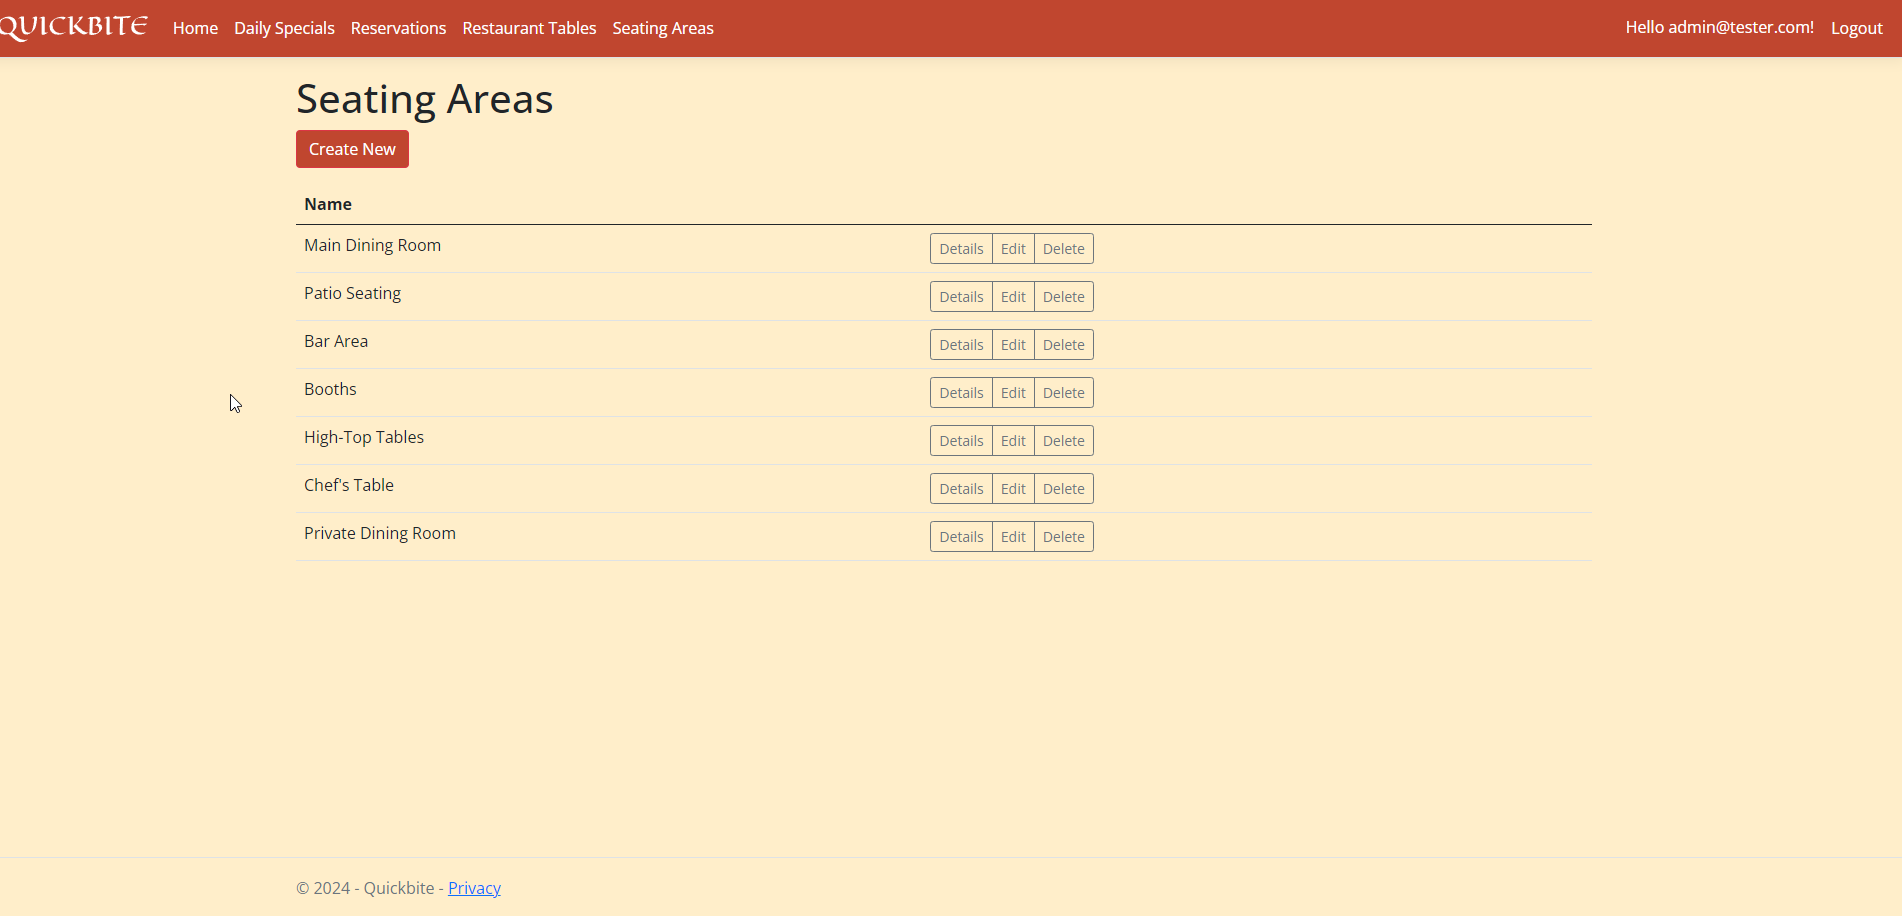 QUICKBITE Home Daily Specials Reservations Restaurant Tables Seating Areas Hello admin@tester.com! Logout
Seating Areas
Create New
Name
Main Dining Room Details Edit Delete
Patio Seating Details Edit Delete
Bar Area Details Edit Delete
Booths Details Edit Delete
High-Top Tables Details Edit Delete
Chef's Table Details Edit Delete
Private Dining Room Details Edit Delete
© 2024 - Quickbite - Privacy